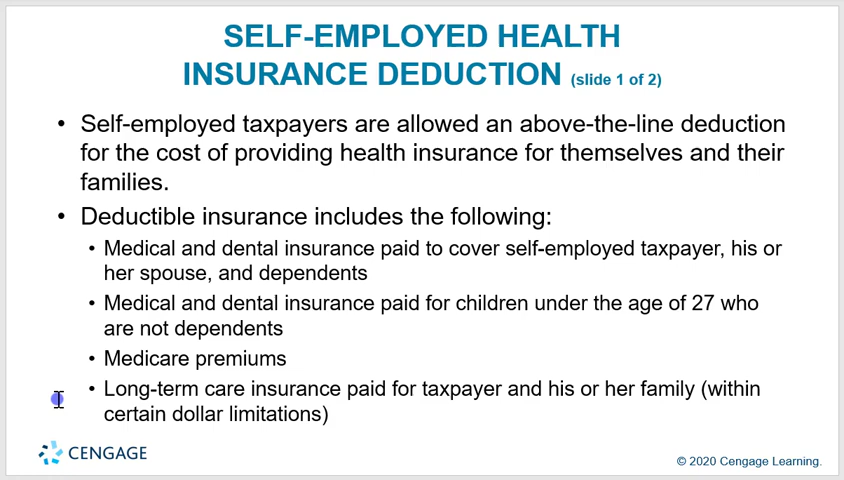 SELF-EMPLOYED HEALTH
INSURANCE DEDUCTION (slide 1 of 2)
• Self-employed taxpayers are allowed an above-the-line deduction
for the cost of providing health insurance for themselves and their
families.
• Deductible insurance includes the following:
• Medical and dental insurance paid to cover self-employed taxpayer, his or
her spouse, and dependents
• Medical and dental insurance paid for children under the age of 27 who
are not dependents
• Medicare premiums
• Long-term care insurance paid for taxpayer and his or her family (within
certain dollar limitations)
CENGAGE
© 2020 Cengage Learning.